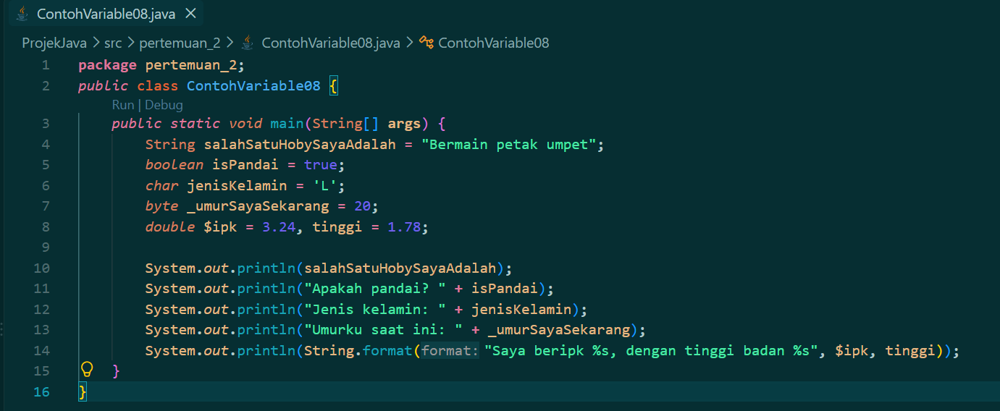 ContohVariable08.java
ProjekJava > src > pertemuan_2 > ContohVariable08.java > ContohVariable08
1 package pertemuan_2;
2 public class ContohVariable08 {
Run | Debug
3 public static void main(String[] args) {
4 String salahSatuHobySayaAdalah = "Bermain petak umpet";
5 boolean isPandai = true;
6 char jenisKelamin = 'L';
7 byte _umurSayaSekarang = 20;
8 double $ipk = 3.24, tinggi = 1.78;
9
10 System.out.println(salahSatuHobySayaAdalah);
11 System.out.println("Apakah pandai? " + isPandai);
12 System.out.println("Jenis kelamin: " + jenisKelamin);
13 System.out.println("Umurku saat ini: " + _umurSayaSekarang);
14 System.out.println(String.format(format: "Saya beripk %s, dengan tinggi badan %s", $ipk, tinggi));
15 }
16 }